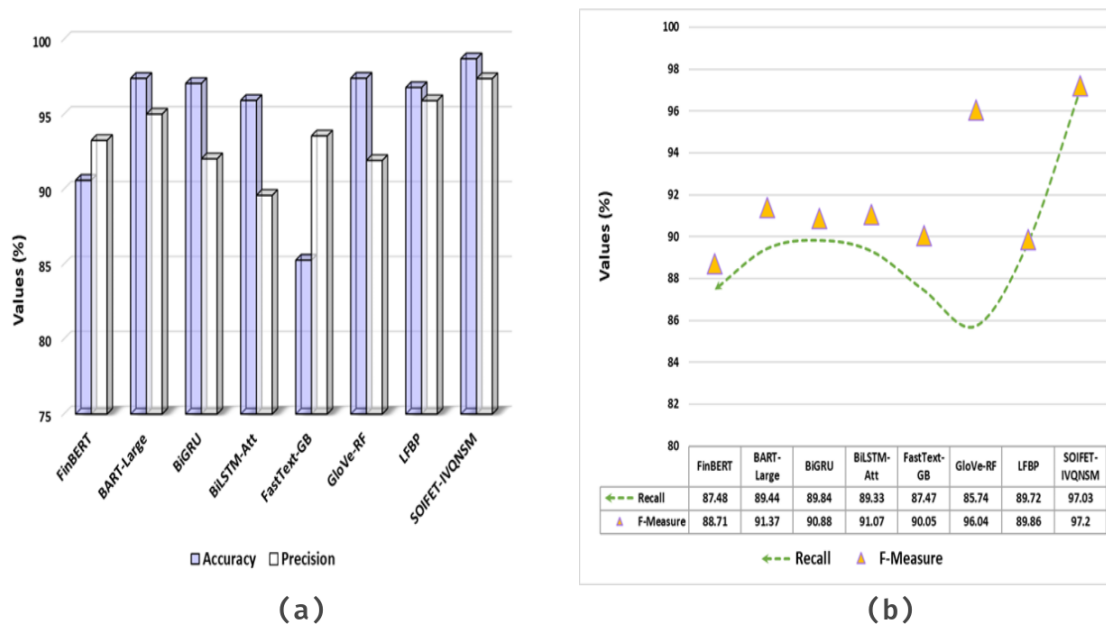 100
95
90
85
80
75
Values (%)
FinBERT
BART-Large
BiGRU
BiLSTM-Att
FastText-GB
GloVe-RF
LFBP
SOIFET-IVQNSM
Accuracy Precision
(a)
100
98
96
94
92
90
88
86
84
82
80
Values (%)
FinBERT BART-Large BiGRU BiLSTM-Att FastText-GB GloVe-RF LFBP SOIFET-IVQNSM
Recall 87.48 89.44 89.84 89.33 87.47 85.74 89.72 97.03
F-Measure 88.71 91.37 90.88 91.07 90.05 96.04 89.86 97.2
Recall F-Measure
(b)